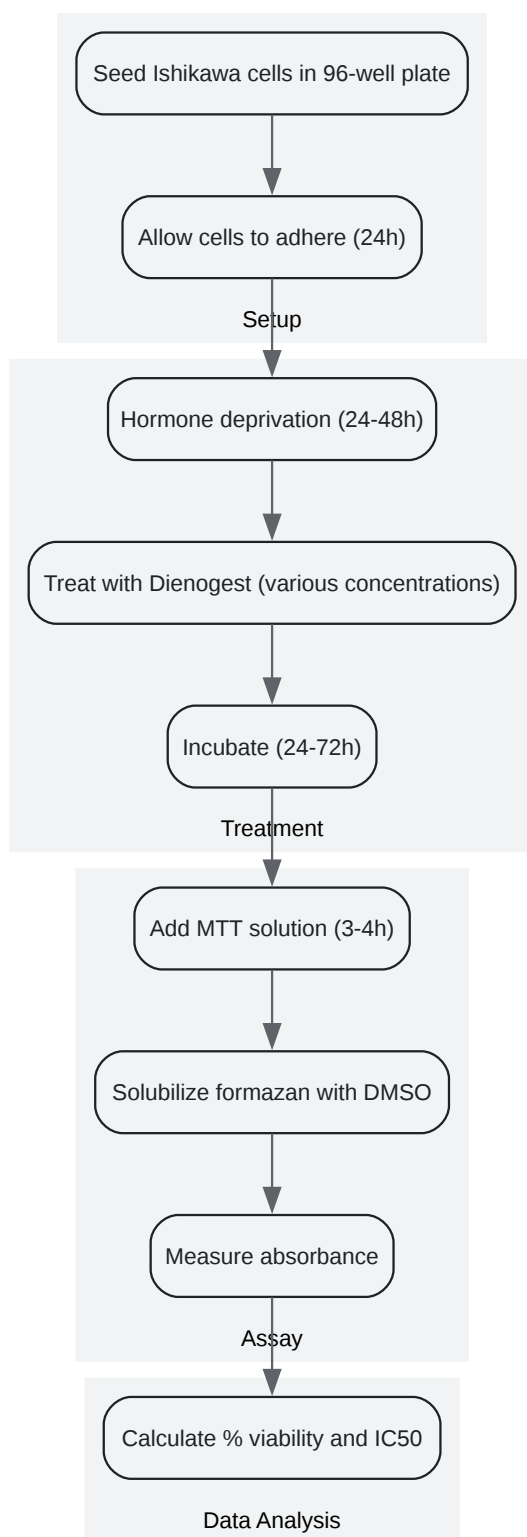 Seed Ishikawa cells in 96-well plate
Allow cells to adhere (24h)
Setup
Hormone deprivation (24-48h)
Treat with Dienogest (various concentrations)
Incubate (24-72h)
Treatment
Add MTT solution (3-4h)
Solubilize formazan with DMSO
Measure absorbance
Assay
Calculate % viability and IC50
Data Analysis